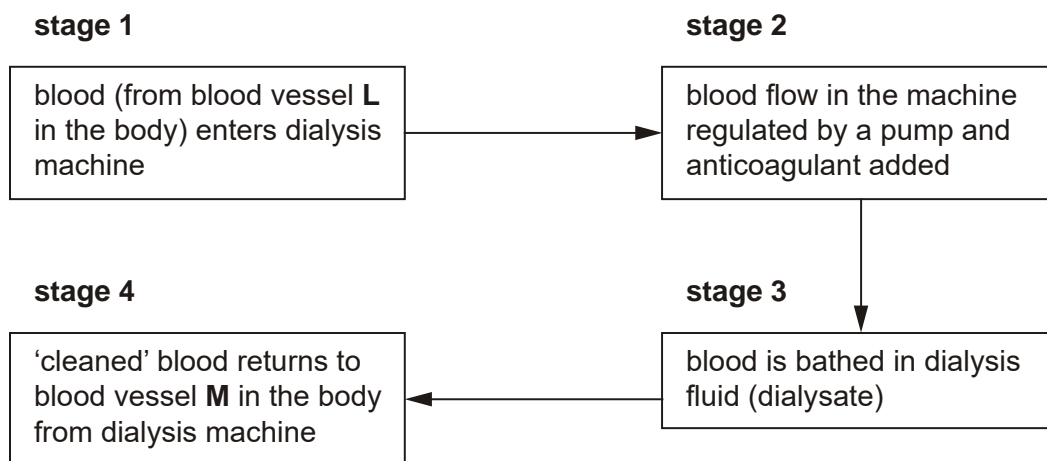 stage 1
blood (from blood vessel L
in the body) enters dialysis
machine
stage 2
blood flow in the machine
regulated by a pump and
anticoagulant added
stage 3
blood is bathed in dialysis
fluid (dialysate)
stage 4
‘cleaned’ blood returns to
blood vessel M in the body
from dialysis machine